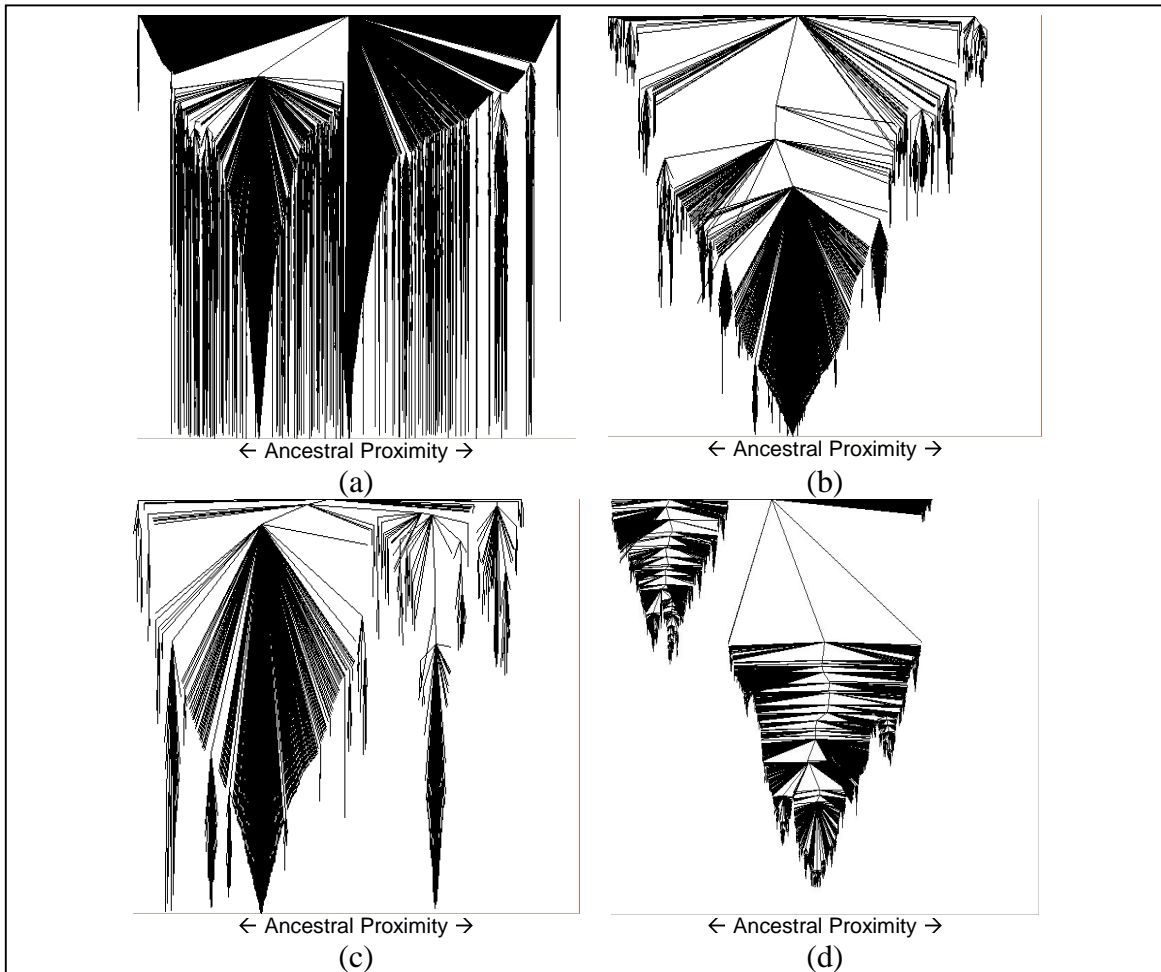 ← Ancestral Proximity →
(a)
← Ancestral Proximity →
(b)
← Ancestral Proximity →
(c)
← Ancestral Proximity →
(d)